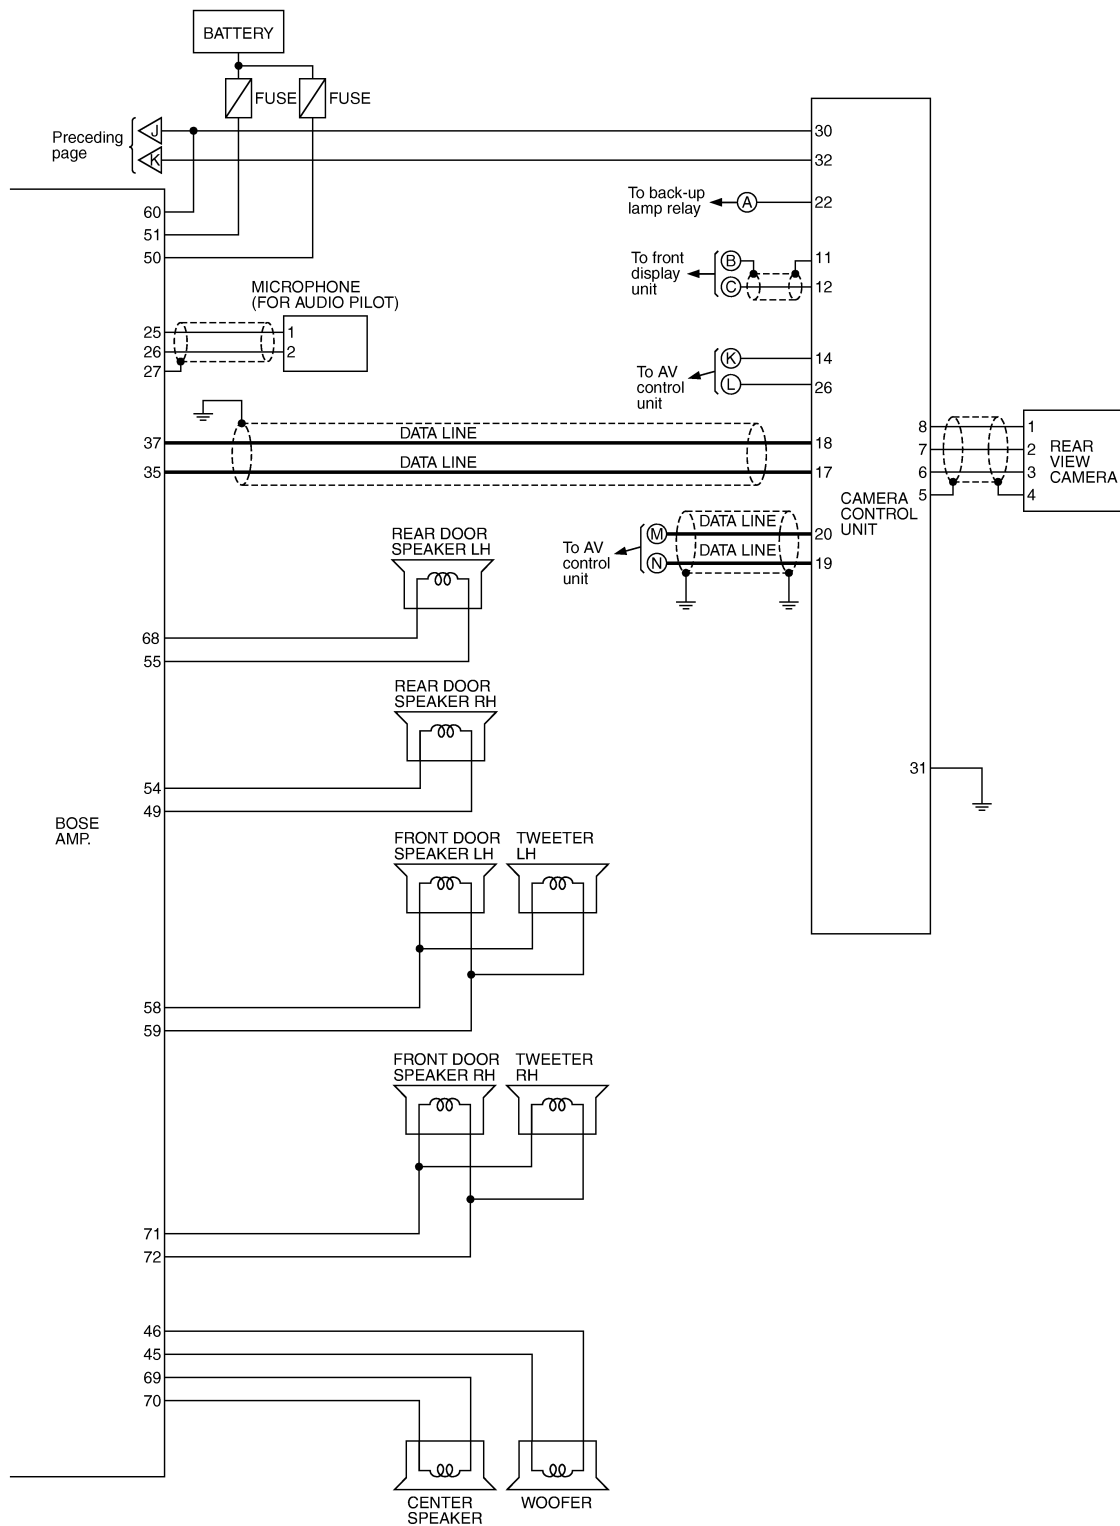 BATTERY
FUSE
FUSE
Preceding
page
J
K
30
32
To back-up
lamp relay
A
22
60
51
50
To front
display
unit
B
C
11
12
MICROPHONE
(FOR AUDIO PILOT)
25
26
27
1
2
To AV
control
unit
K
L
14
26
37
DATA LINE
18
35
DATA LINE
17
8
7
6
5
1
2
3
4
REAR
VIEW
CAMERA
CAMERA
CONTROL
UNIT
To AV
control
unit
M
N
DATA LINE
DATA LINE
20
19
REAR DOOR
SPEAKER LH
68
55
REAR DOOR
SPEAKER RH
54
49
31
BOSE
AMP.
FRONT DOOR
SPEAKER LH
TWEETER
LH
58
59
FRONT DOOR
SPEAKER RH
TWEETER
RH
71
72
46
45
69
70
CENTER
SPEAKER
WOOFER